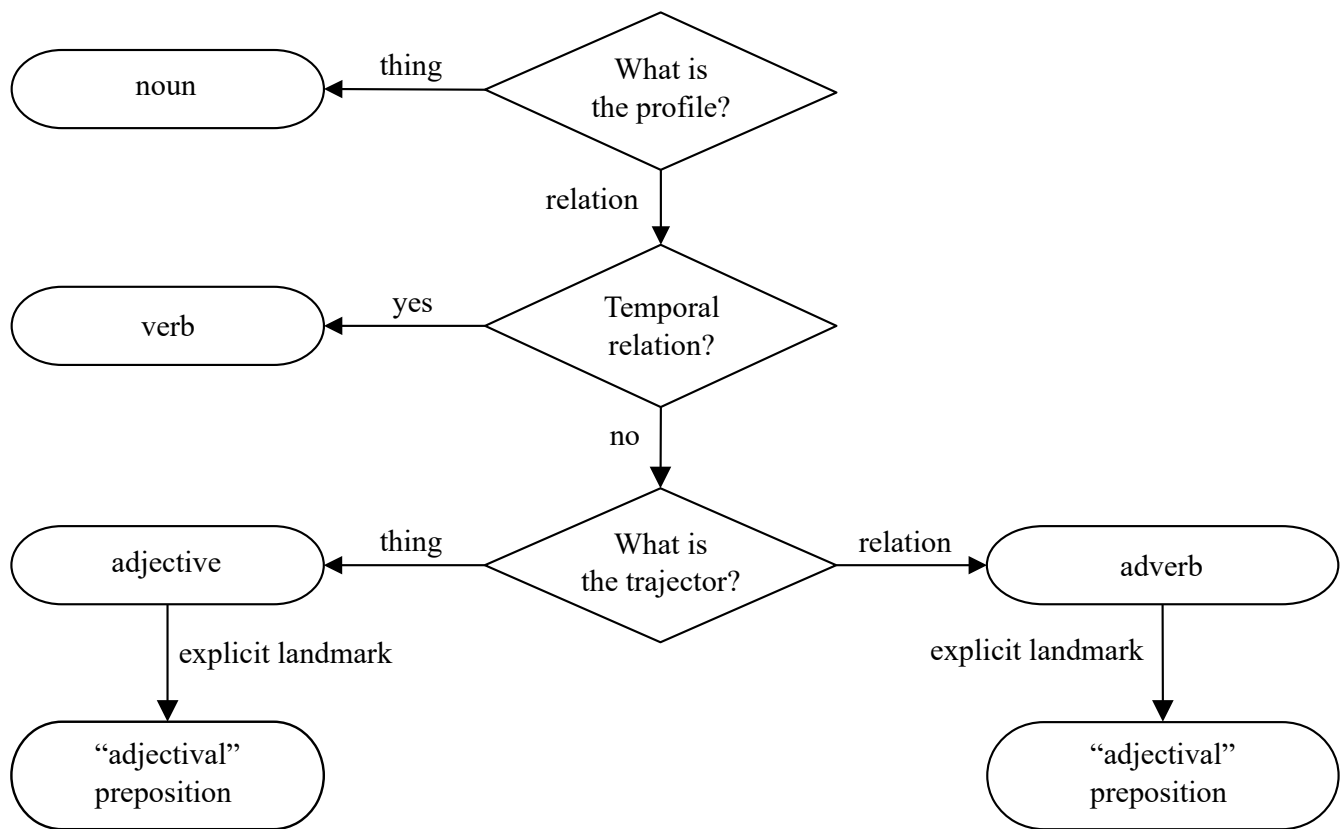 noun
thing
What is
the profile?
relation
verb
yes
Temporal
relation?
no
adjective
thing
What is
the trajector?
relation
adverb
explicit landmark
explicit landmark
“adjectival”
preposition
“adjectival”
preposition